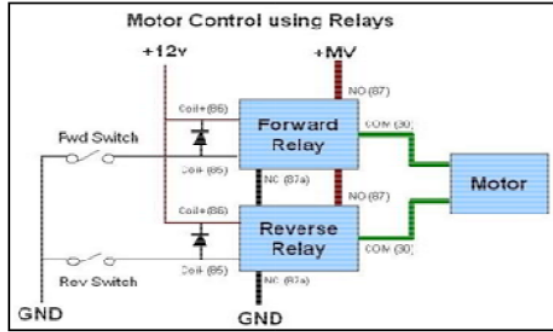 Motor Control using Relays
+12v
+MV
NO (87)
Coil+(86)
Forward
Relay
COM (30)
Fwd Switch
Coil-(85)
NC (87a)
NO (87)
Motor
Coil+(86)
Reverse
Relay
COM (30)
Rev Switch
Coil-(85)
NC (87a)
GND
GND